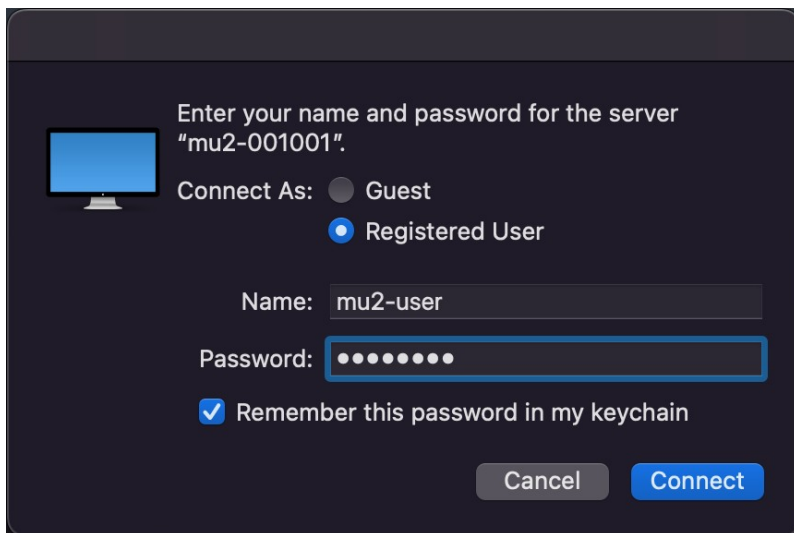 Enter your name and password for the server
“mu2-001001”.
Connect As: Guest
Registered User
Name: mu2-user
Password: ••••••••
Remember this password in my keychain
Cancel Connect